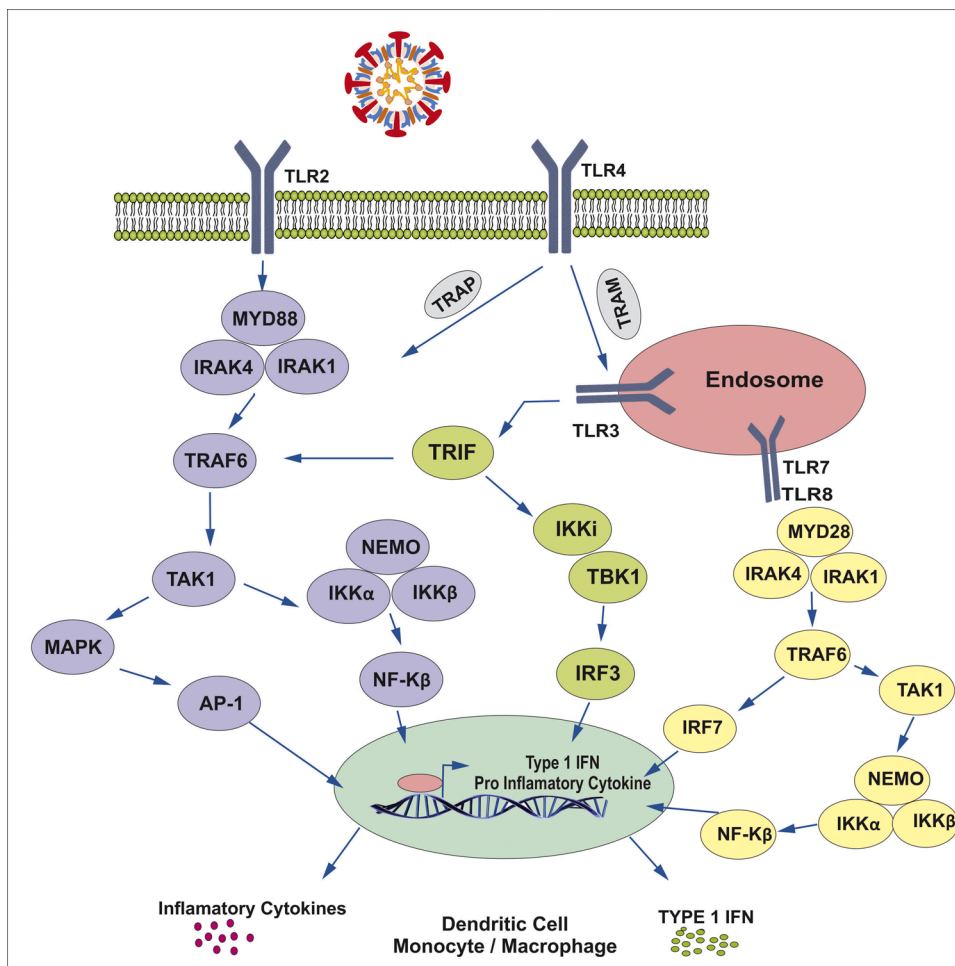 TLR2
TLR4
TRAP
TRAM
MYD88
IRAK4
IRAK1
Endosome
TLR3
TLR7
TLR8
TRAF6
TRIF
MYD28
IRAK4
IRAK1
IKKi
TBK1
NEMO
IKKα
IKKβ
TAK1
MAPK
AP-1
NF-Kβ
IRF3
TRAF6
TAK1
IRF7
NEMO
IKKα
IKKβ
NF-Kβ
Type 1 IFN
Pro Inflamatory Cytokine
Inflamatory Cytokines
Dendritic Cell
Monocyte / Macrophage
TYPE 1 IFN